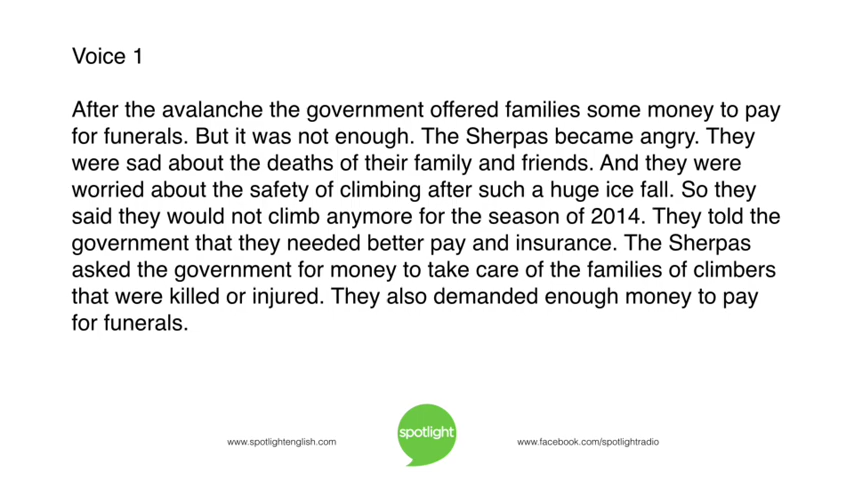 Voice 1
After the avalanche the government offered families some money to pay
for funerals. But it was not enough. The Sherpas became angry. They
were sad about the deaths of their family and friends. And they were
worried about the safety of climbing after such a huge ice fall. So they
said they would not climb anymore for the season of 2014. They told the
government that they needed better pay and insurance. The Sherpas
asked the government for money to take care of the families of climbers
that were killed or injured. They also demanded enough money to pay
for funerals.
www.spotlightenglish.com
spotlight
www.facebook.com/spotlightradio